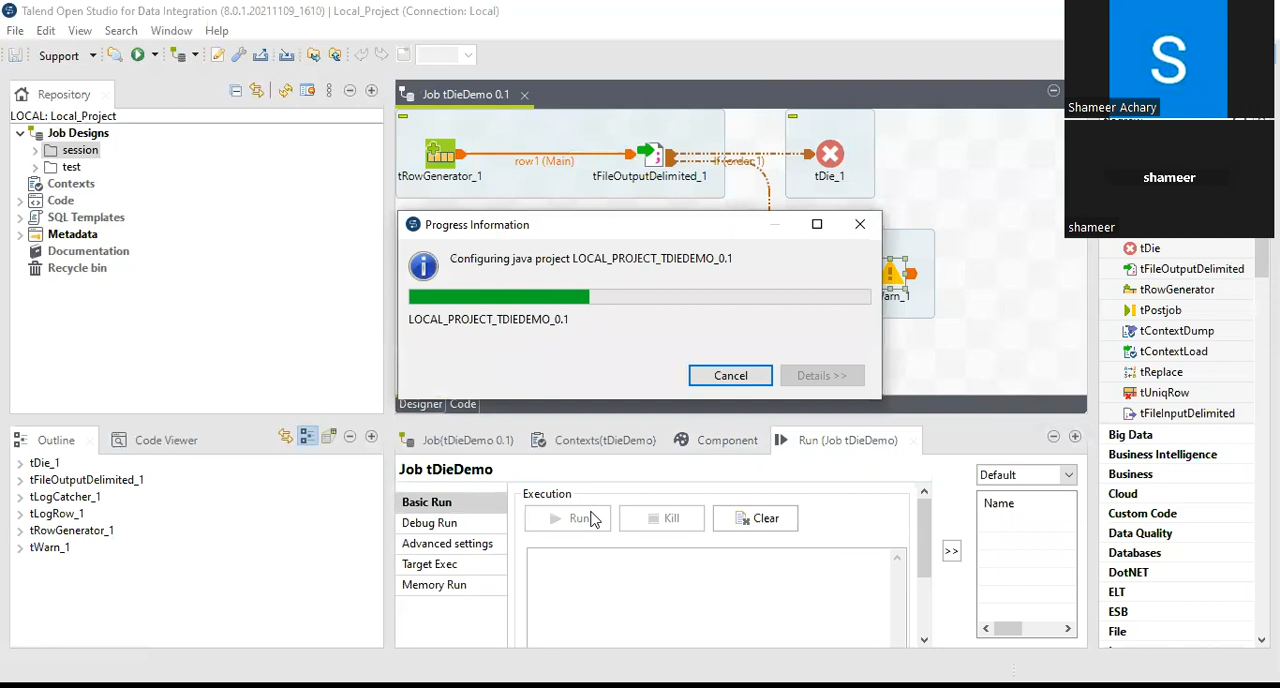 Talend Open Studio for Data Integration (8.0.1.20211109_1610) | Local_Project (Connection: Local)
File Edit View Search Window Help
Support
Repository
LOCAL: Local_Project
Job Designs
session
test
Contexts
Code
SQL Templates
Metadata
Documentation
Recycle bin
Job tDieDemo 0.1
row1 (Main)
If (order 1)
tRowGenerator_1
tFileOutputDelimited_1
tDie_1
Warn_1
Progress Information
Configuring java project LOCAL_PROJECT_TDIEDEMO_0.1
LOCAL_PROJECT_TDIEDEMO_0.1
Cancel
Details >>
Designer Code
S
Shameer Achary
shameer
shameer
tDie
tFileOutputDelimited
tRowGenerator
tPostjob
tContextDump
tContextLoad
tReplace
tUniqRow
tFileInputDelimited
Big Data
Business Intelligence
Business
Cloud
Custom Code
Data Quality
Databases
DotNET
ELT
ESB
File
Outline
Code Viewer
tDie_1
tFileOutputDelimited_1
tLogCatcher_1
tLogRow_1
tRowGenerator_1
tWarn_1
Job(tDieDemo 0.1)
Contexts(tDieDemo)
Component
Run (Job tDieDemo)
Job tDieDemo
Basic Run
Debug Run
Advanced settings
Target Exec
Memory Run
Execution
Run
Kill
Clear
>>
Default
Name